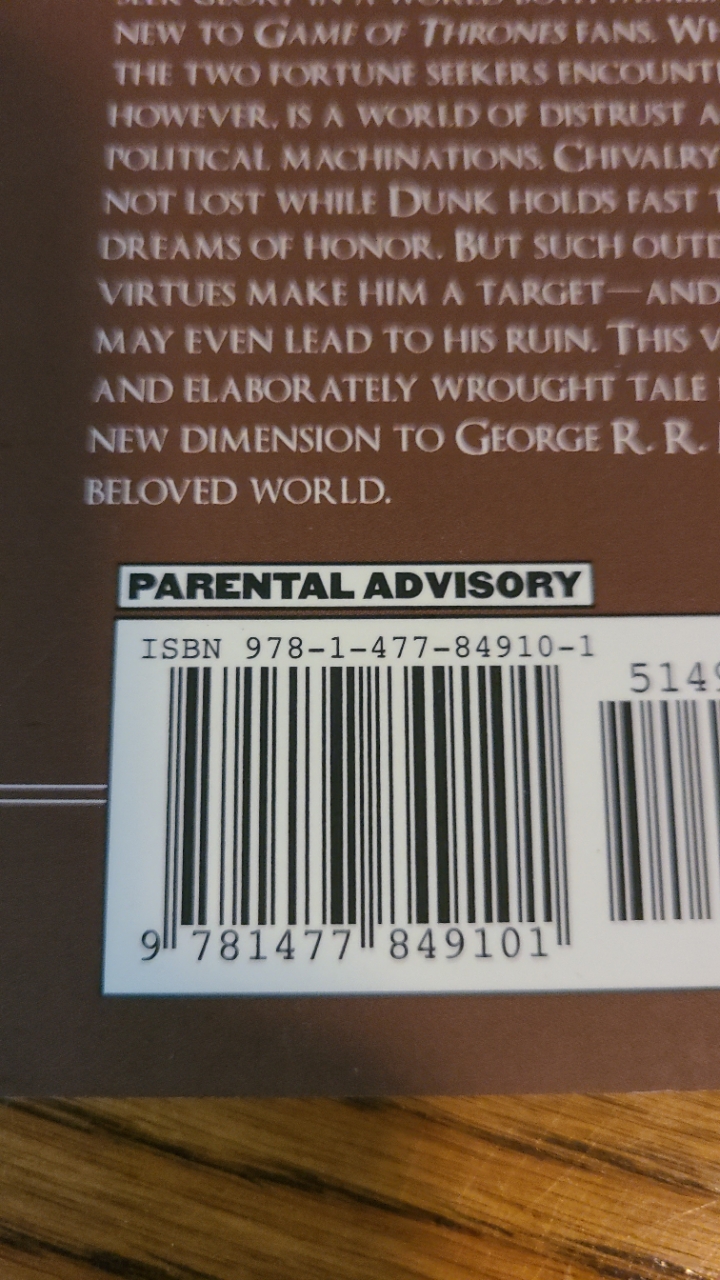 NEW TO GAME OF THRONES FANS.
THE TWO FORTUNE SEEKERS
HOWEVER, IS A WORLD OF DISTRUST
POLITICAL MACHINATIONS. CHIVALRY
NOT LOST WHILE DUNK HOLDS FAST
DREAMS OF HONOR. BUT SUCH
VIRTUES MAKE HIM A TARGET—AND
MAY EVEN LEAD TO HIS RUIN. THIS
AND ELABORATELY WROUGHT TALE
NEW DIMENSION TO GEORGE R. R.
BELOVED WORLD.
PARENTAL ADVISORY
ISBN 978-1-477-84910-1
514
9 781477 849101